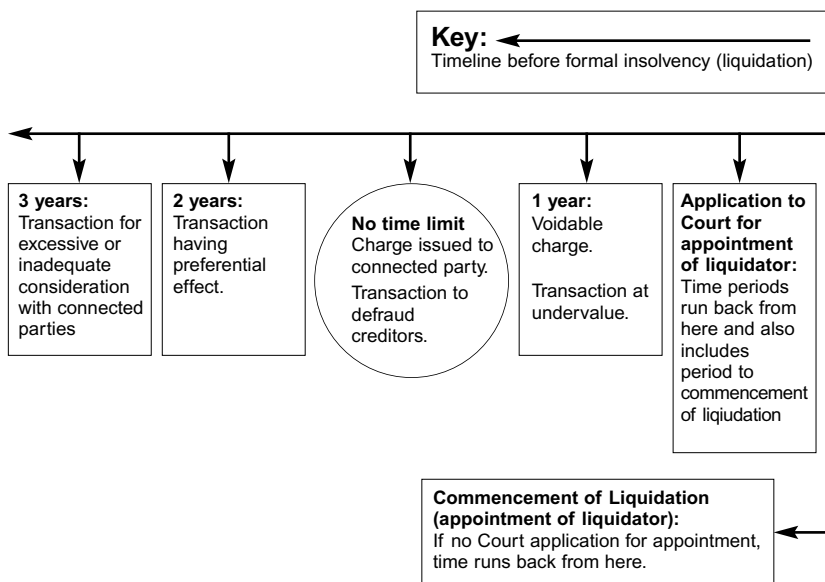 Key:
Timeline before formal insolvency (liquidation)
3 years:
Transaction for
excessive or
inadequate
consideration
with connected
parties
2 years:
Transaction
having
preferential
effect.
No time limit
Charge issued to
connected party.
Transaction to
defraud
creditors.
1 year:
Voidable
charge.
Transaction at
undervalue.
Application to
Court for
appointment
of liquidator:
Time periods
run back from
here and also
includes
period to
commencement
of liqiudation
Commencement of Liquidation
(appointment of liquidator):
If no Court application for appointment,
time runs back from here.